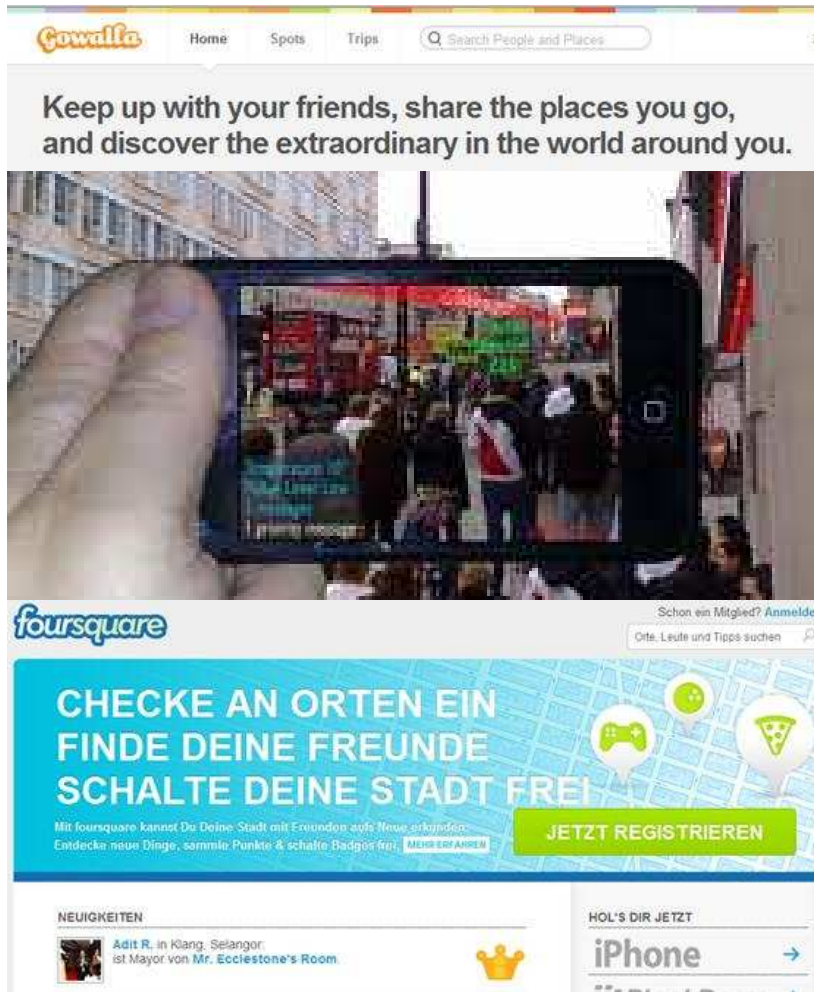 Gowalla Home Spots Trips Search People and Places
Keep up with your friends, share the places you go,
and discover the extraordinary in the world around you.
foursquare
Schon ein Mitglied? Anmelde
Orte, Leute und Tipps suchen
CHECKE AN ORTEN EIN
FINDE DEINE FREUNDE
SCHALTE DEINE STADT FREI
Mit foursquare kannst Du Deine Stadt mit Freunden aufs Neue erkunden.
Entdecke neue Dinge, sammle Punkte & schalte Badges frei. MEHR ERFAHREN
JETZT REGISTRIEREN
NEUIGKEITEN
Adit R. in Klang, Selangor:
ist Mayor von Mr. Ecclestone's Room.
HOL'S DIR JETZT
iPhone